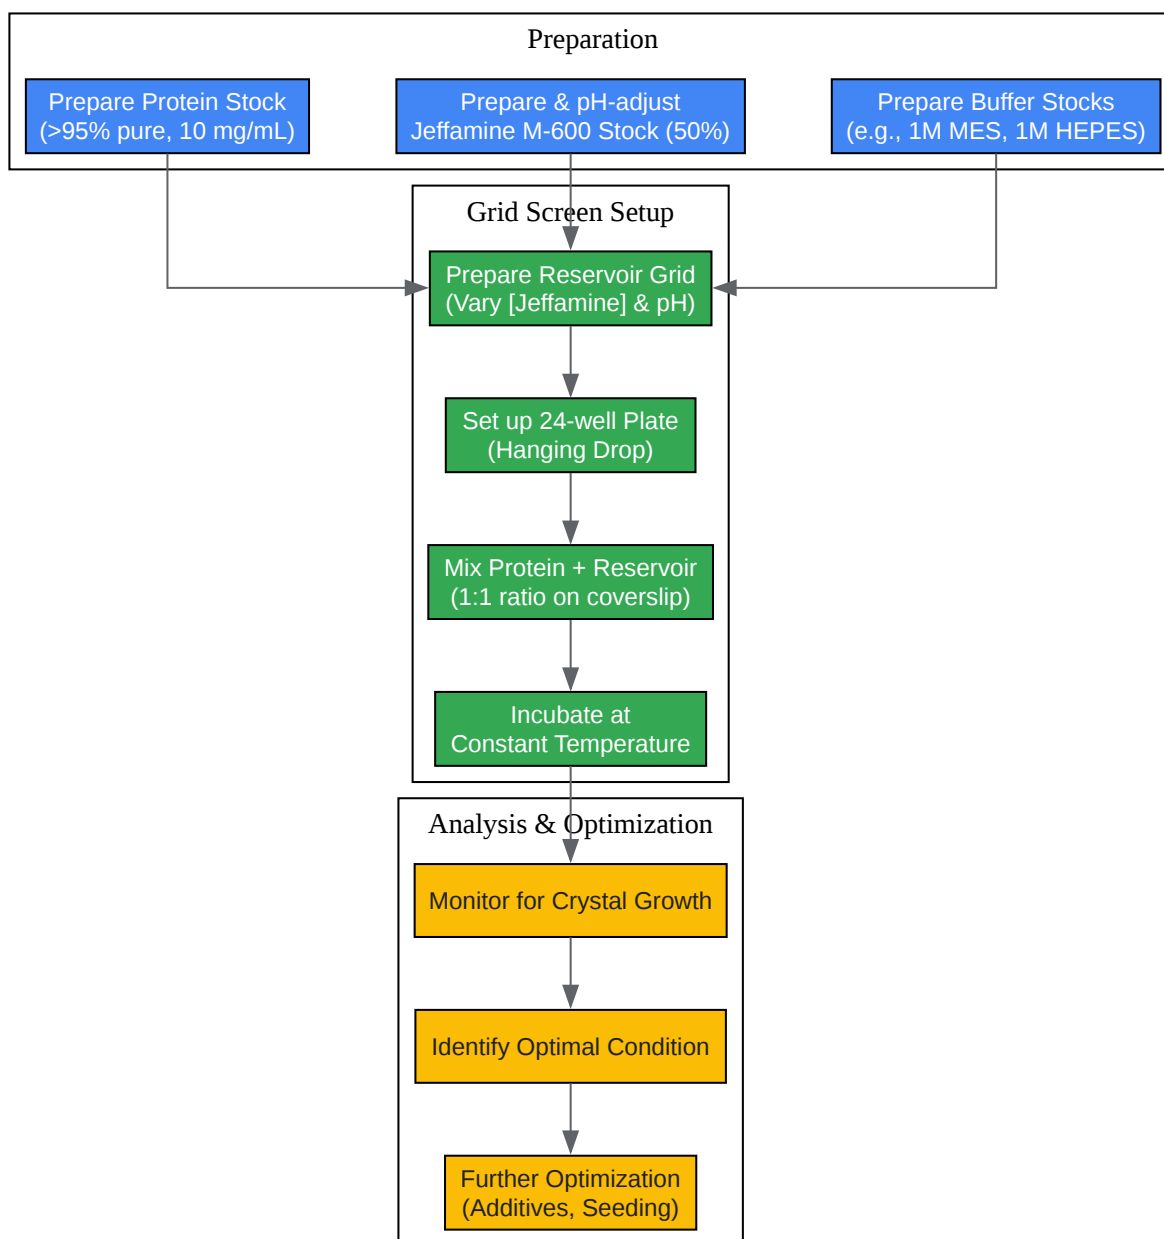 Preparation
Prepare Protein Stock
(>95% pure, 10 mg/mL)
Prepare & pH-adjust
Jeffamine M-600 Stock (50%)
Prepare Buffer Stocks
(e.g., 1M MES, 1M HEPES)
Grid Screen Setup
Prepare Reservoir Grid
(Vary [Jeffamine] & pH)
Set up 24-well Plate
(Hanging Drop)
Mix Protein + Reservoir
(1:1 ratio on coverslip)
Incubate at
Constant Temperature
Analysis & Optimization
Monitor for Crystal Growth
Identify Optimal Condition
Further Optimization
(Additives, Seeding)